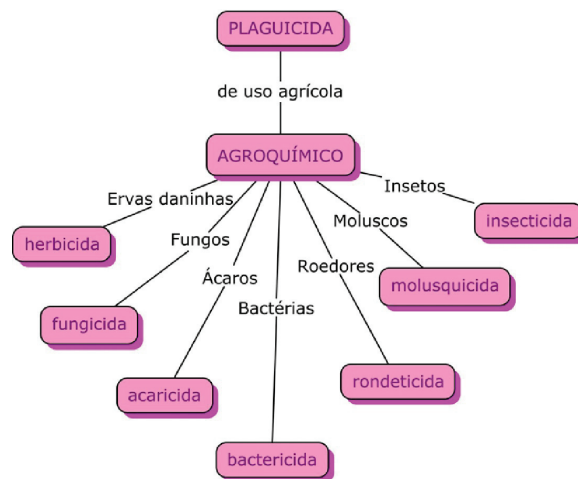 PLAGUICIDA
de uso agrícola
AGROQUÍMICO
Ervas daninhas
Insetos
herbicida
Fungos
Moluscos
insecticida
Ácaros
Roedores
molusquicida
Bactérias
fungicida
acaricida
rondeticida
bactericida